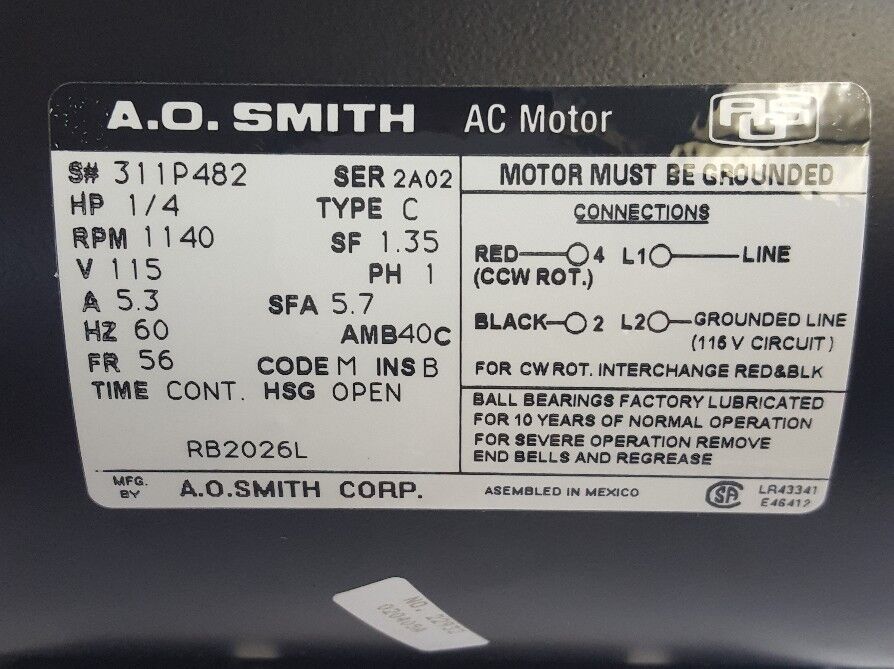 A.O. SMITH AC Motor AOS
S# 311P482 SER 2A02
HP 1/4 TYPE C
RPM 1140 SF 1.35
V 115 PH 1
A 5.3 SFA 5.7
HZ 60 AMB40C
FR 56 CODE M INS B
TIME CONT. HSG OPEN
RB2026L
MOTOR MUST BE GROUNDED
CONNECTIONS
RED 4 L1 LINE
(CCW ROT.)
BLACK 2 L2 GROUNDED LINE
(115 V CIRCUIT)
FOR CW ROT. INTERCHANGE RED&BLK
BALL BEARINGS FACTORY LUBRICATED
FOR 10 YEARS OF NORMAL OPERATION
FOR SEVERE OPERATION REMOVE
END BELLS AND REGREASE
MFG.
BY A.O.SMITH CORP. ASEMBLED IN MEXICO SA LR43341
E46412
NO.